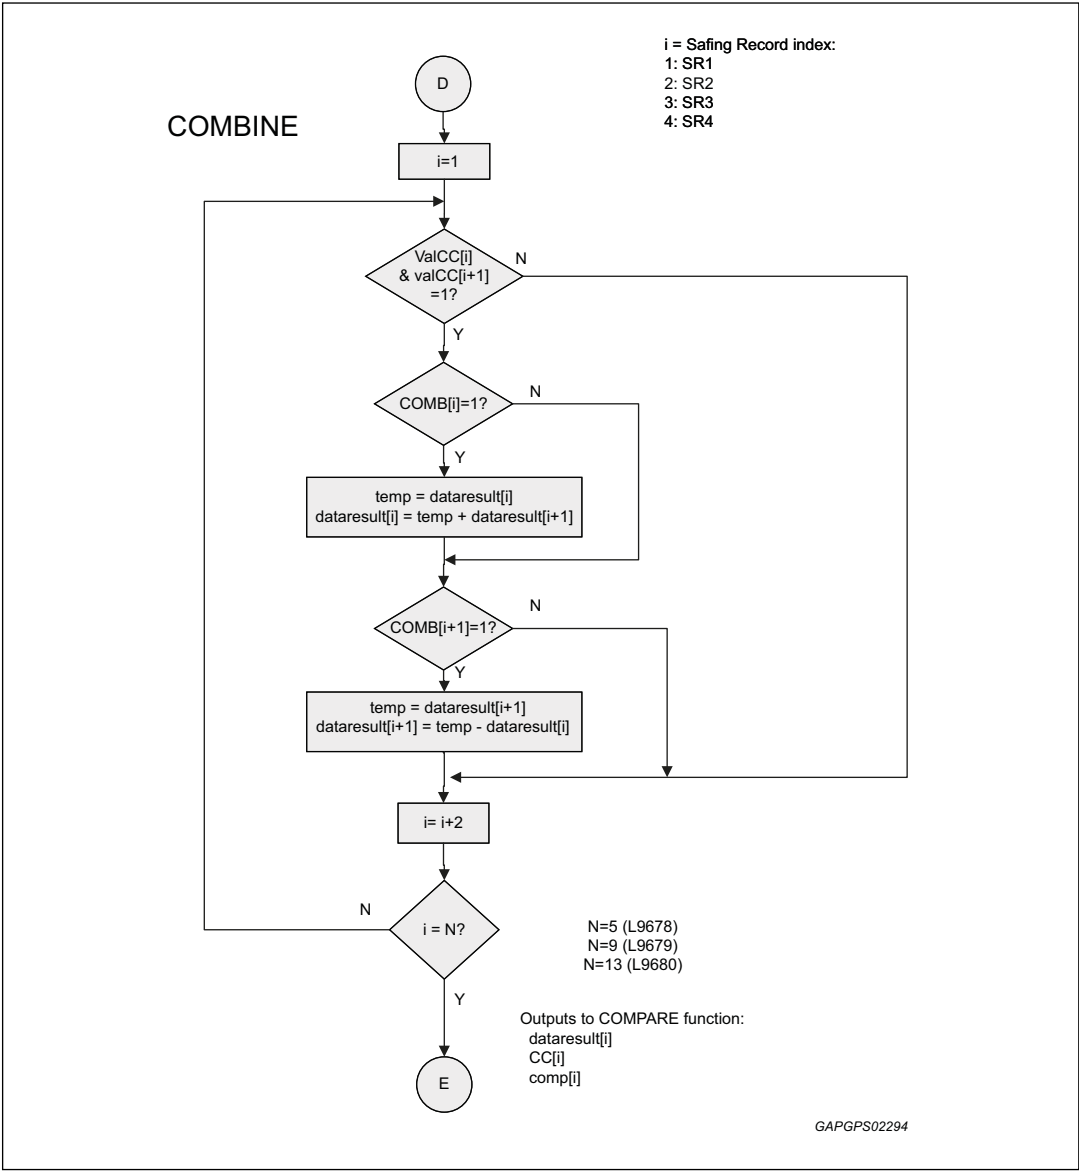 i = Safing Record index:
1: SR1
2: SR2
3: SR3
4: SR4
D
COMBINE
i=1
ValCC[i]
& valCC[i+1]
=1?
N
Y
COMB[i]=1?
N
Y
temp = dataresult[i]
dataresult[i] = temp + dataresult[i+1]
COMB[i+1]=1?
N
Y
temp = dataresult[i+1]
dataresult[i+1] = temp - dataresult[i]
i= i+2
i = N?
N
Y
N=5 (L9678)
N=9 (L9679)
N=13 (L9680)
Outputs to COMPARE function:
dataresult[i]
CC[i]
comp[i]
E
GAPGPS02294